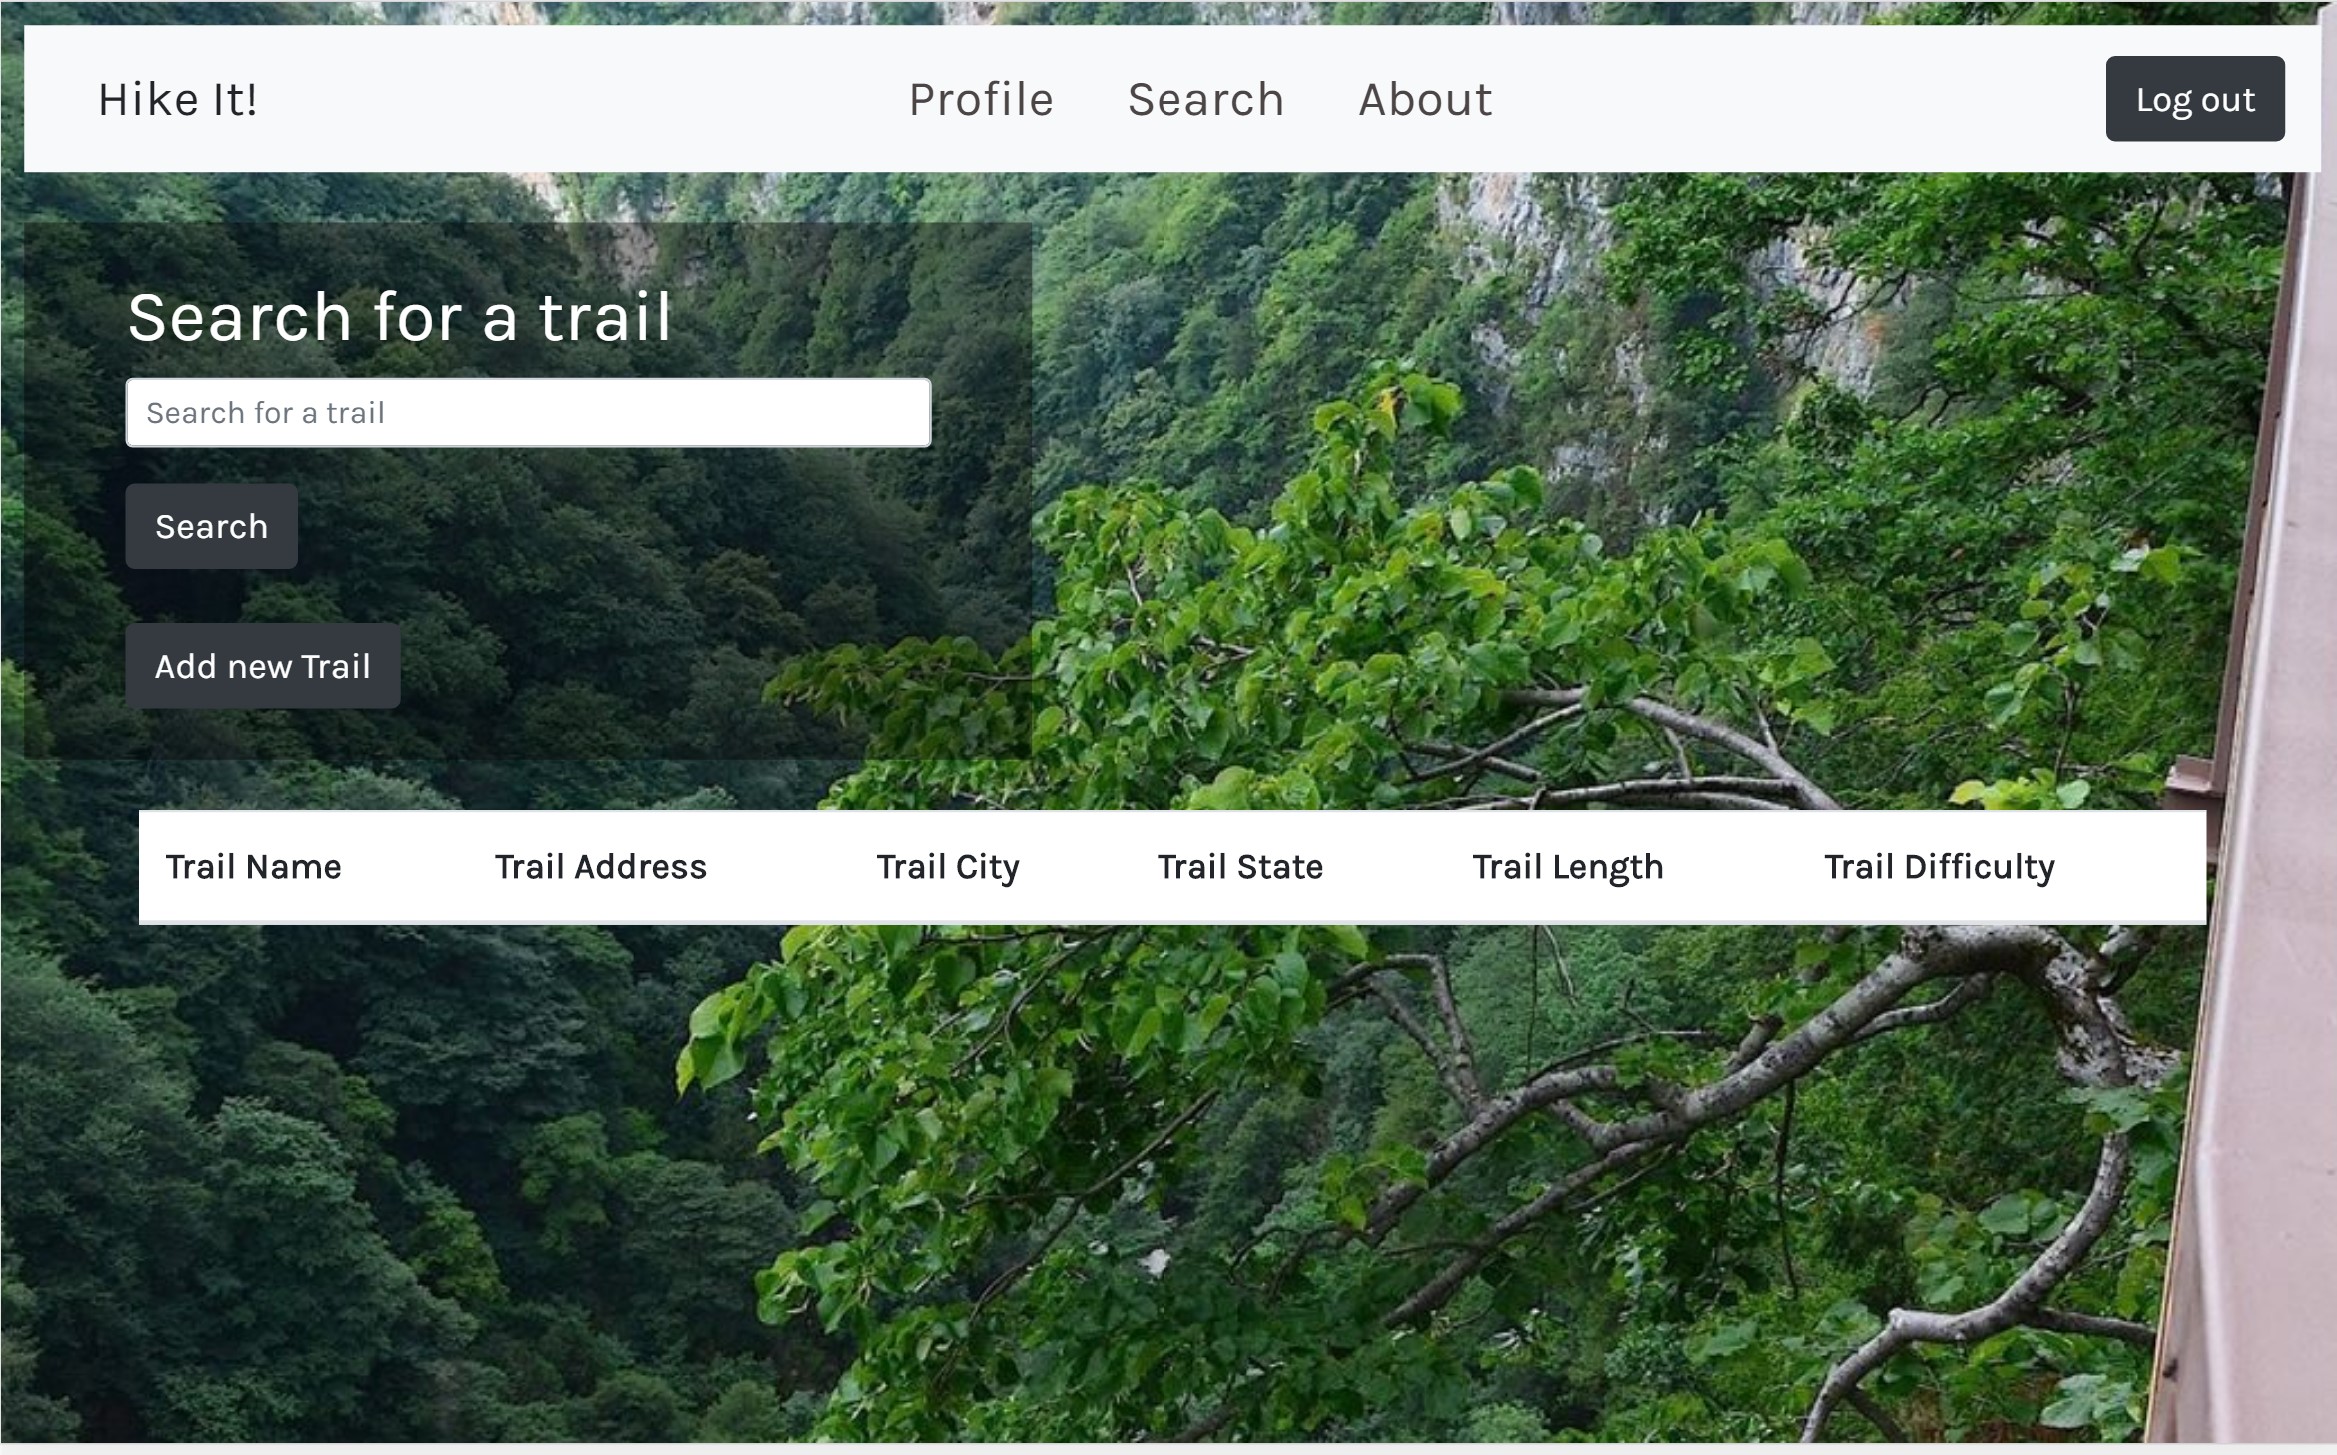 Hike It! Profile Search About Log out
Search for a trail
Search for a trail
Search
Add new Trail
Trail Name Trail Address Trail City Trail State Trail Length Trail Difficulty